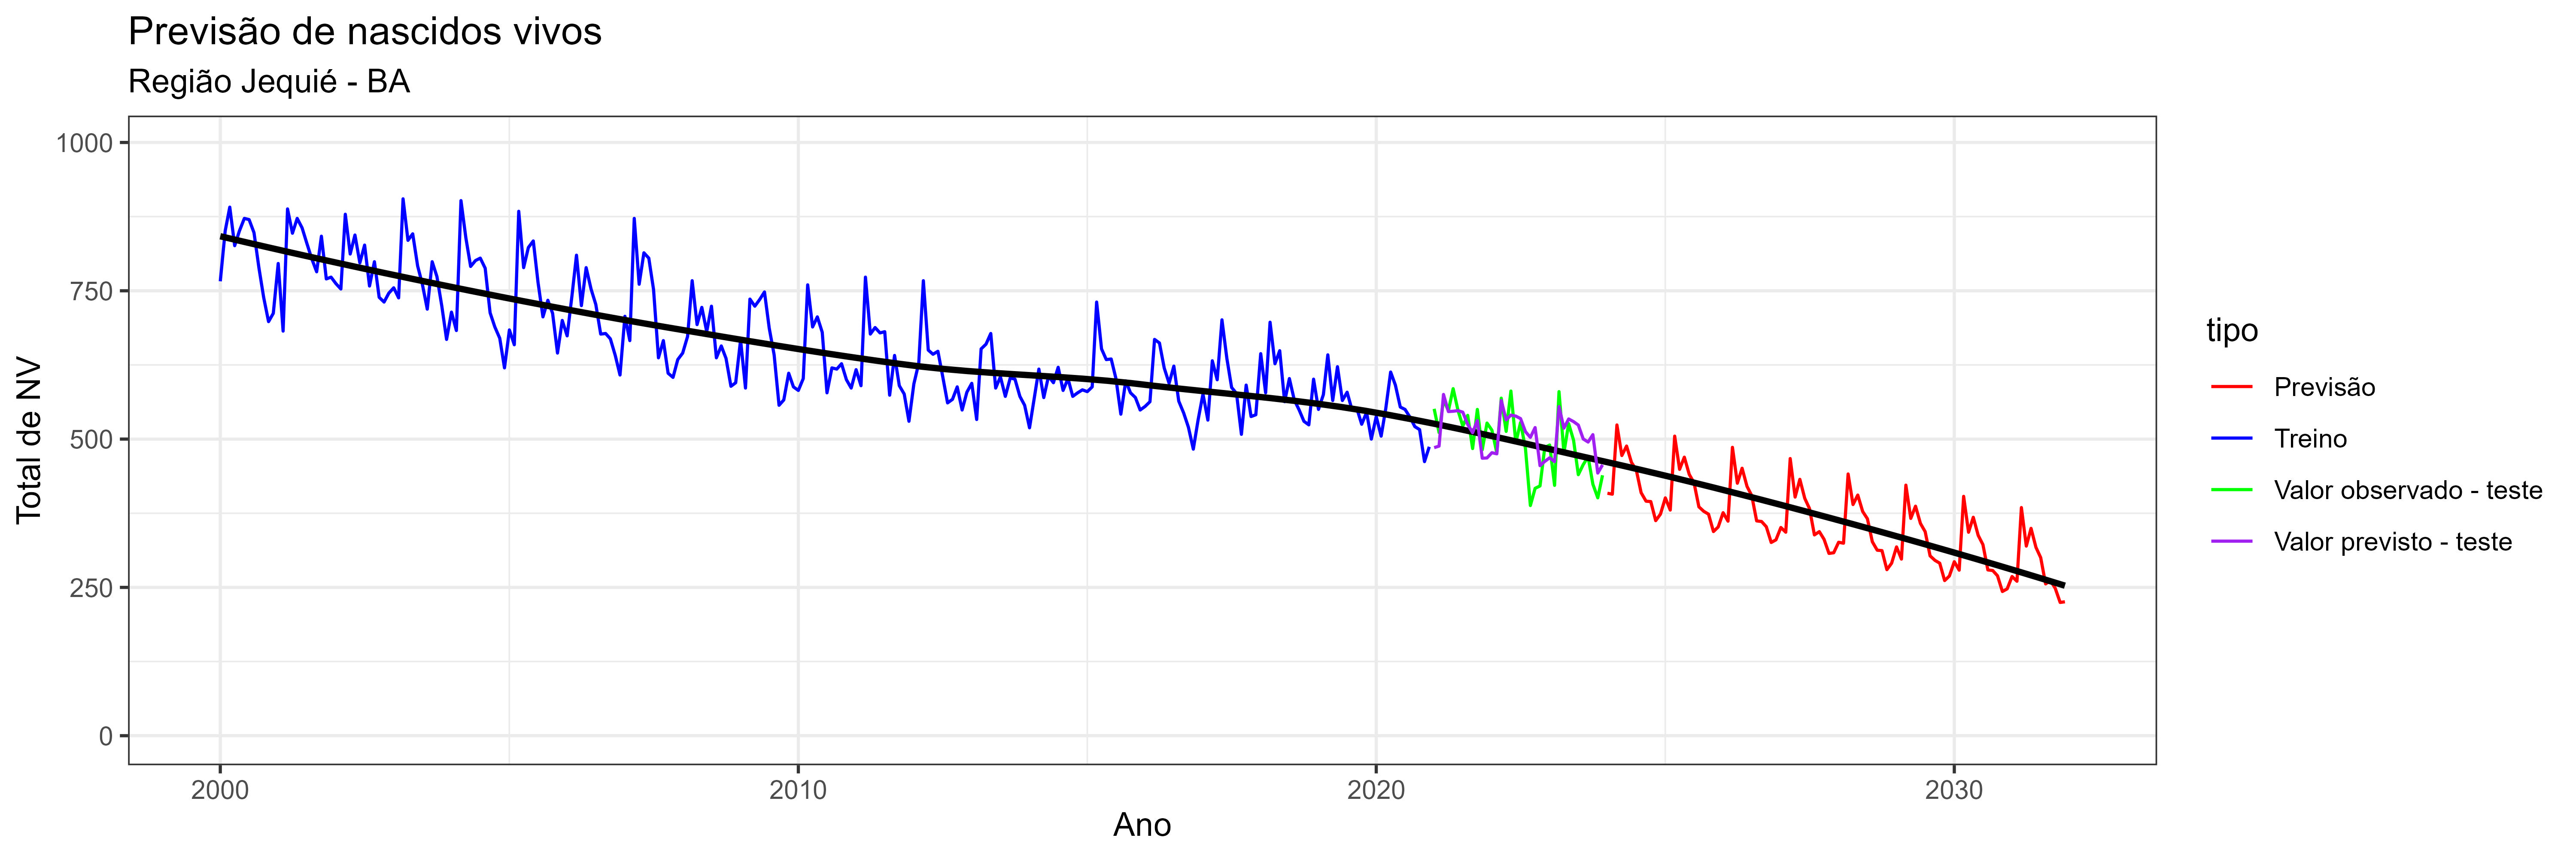 Previsão de nascidos vivos
Região Jequié - BA
Total de NV
1000
750
500
250
0
2000
2010
2020
2030
Ano
tipo
Previsão
Treino
Valor observado - teste
Valor previsto - teste